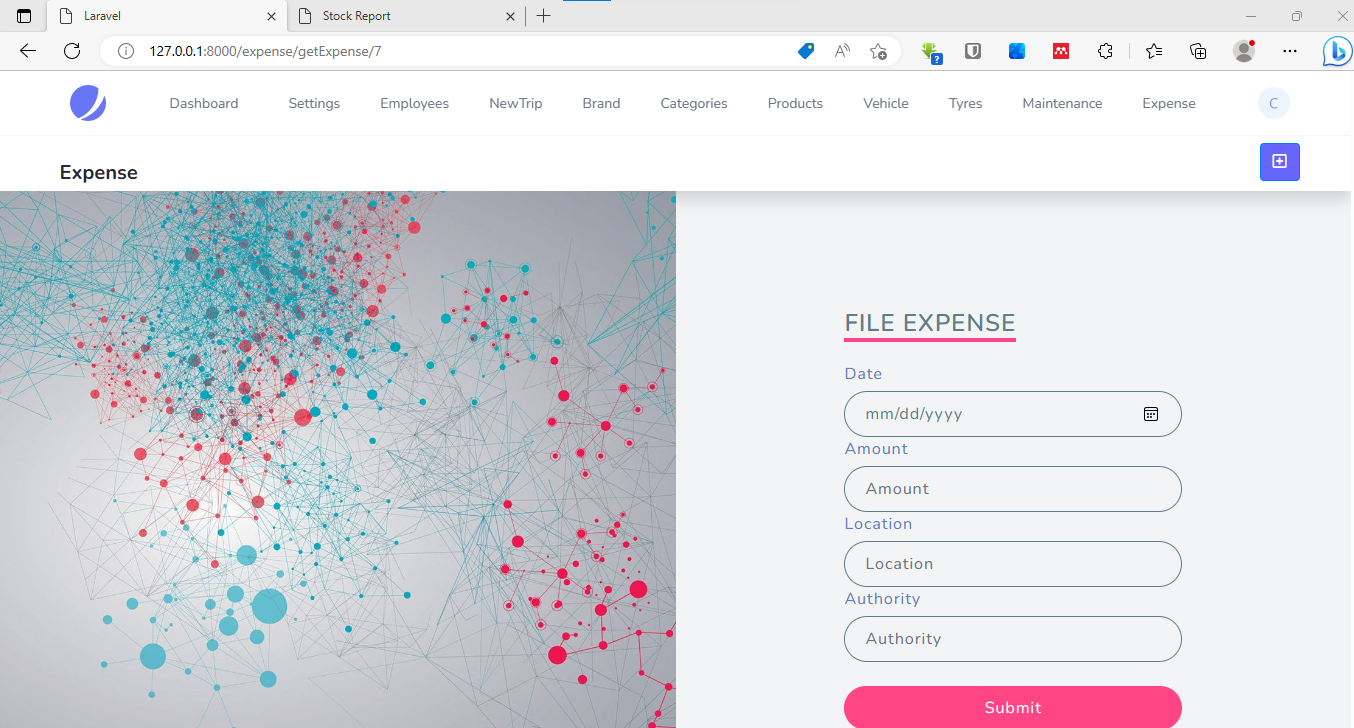 Laravel
Stock Report
127.0.0.1:8000/expense/getExpense/7
Dashboard Settings Employees NewTrip Brand Categories Products Vehicle Tyres Maintenance Expense C
Expense
FILE EXPENSE
Date
mm/dd/yyyy
Amount
Amount
Location
Location
Authority
Authority
Submit